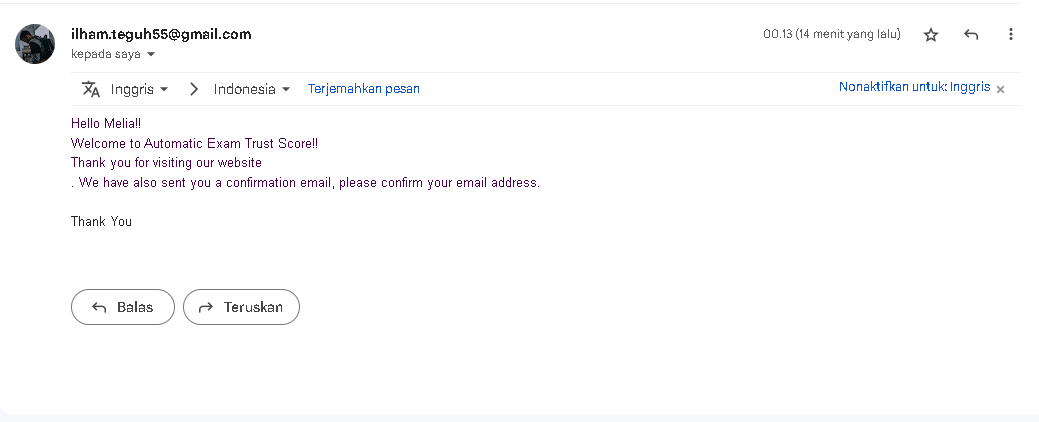 ilham.teguh55@gmail.com
00.13 (14 menit yang lalu)
kepada saya
Inggris
Indonesia
Terjemahkan pesan
Nonaktifkan untuk: Inggris
Hello Melia!!
Welcome to Automatic Exam Trust Score!!
Thank you for visiting our website
. We have also sent you a confirmation email, please confirm your email address.
Thank You
Balas
Teruskan